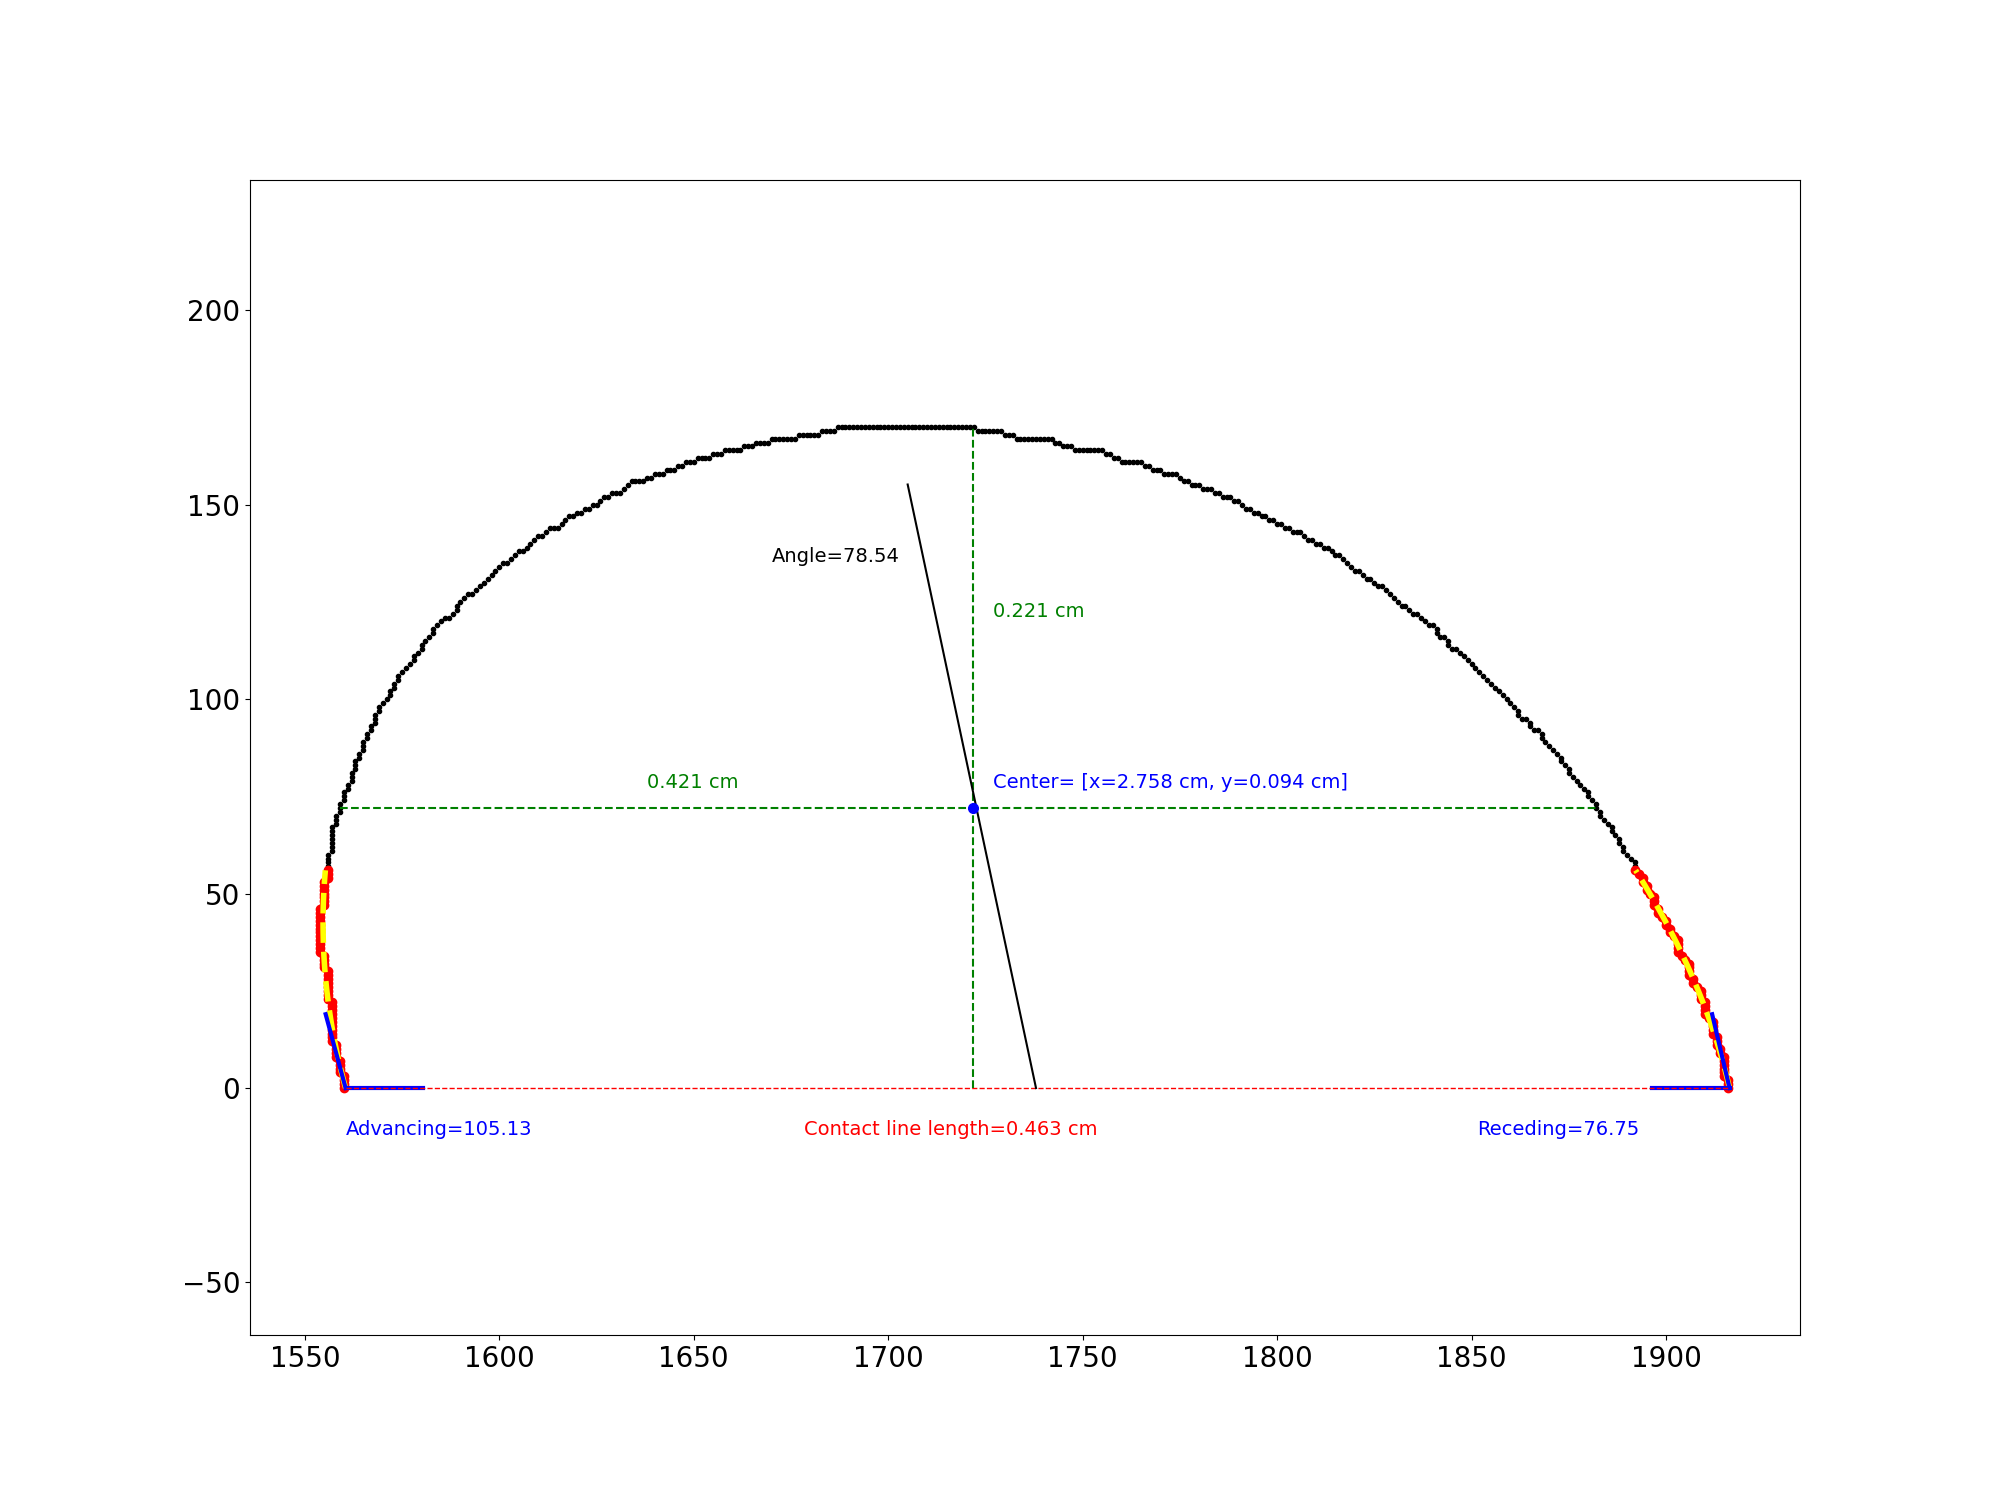 200
150
Angle=78.54
0.221 cm
100
0.421 cm
Center= [x=2.758 cm, y=0.094 cm]
50
0
Advancing=105.13
Contact line length=0.463 cm
Receding=76.75
−50
1550 1600 1650 1700 1750 1800 1850 1900